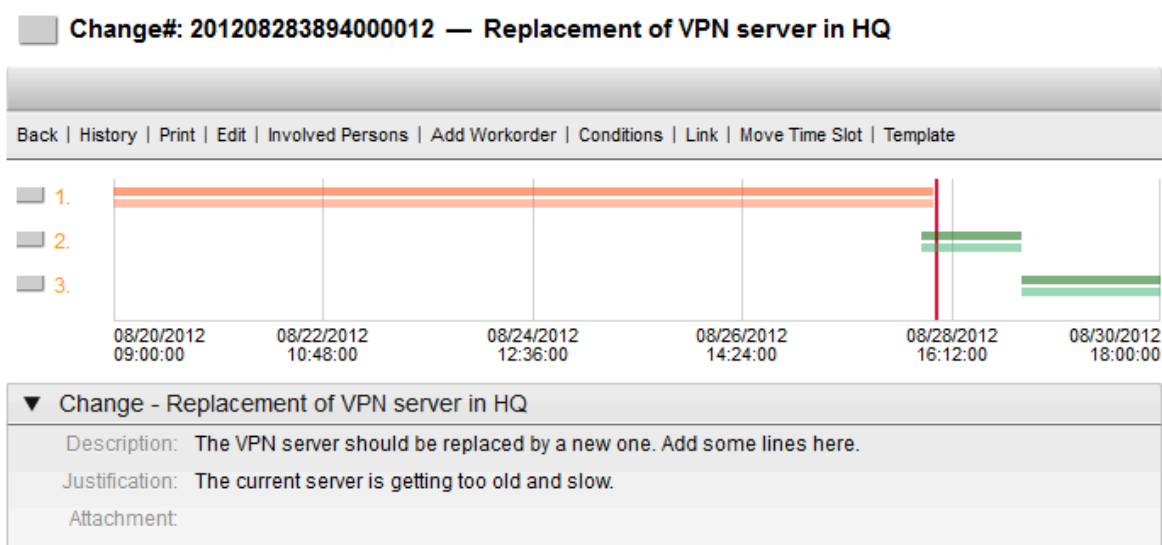 Change#: 201208283894000012 — Replacement of VPN server in HQ
Back | History | Print | Edit | Involved Persons | Add Workorder | Conditions | Link | Move Time Slot | Template
1.
2.
3.
08/20/2012 08/22/2012 08/24/2012 08/26/2012 08/28/2012 08/30/2012
09:00:00 10:48:00 12:36:00 14:24:00 16:12:00 18:00:00
▼ Change - Replacement of VPN server in HQ
Description: The VPN server should be replaced by a new one. Add some lines here.
Justification: The current server is getting too old and slow.
Attachment: